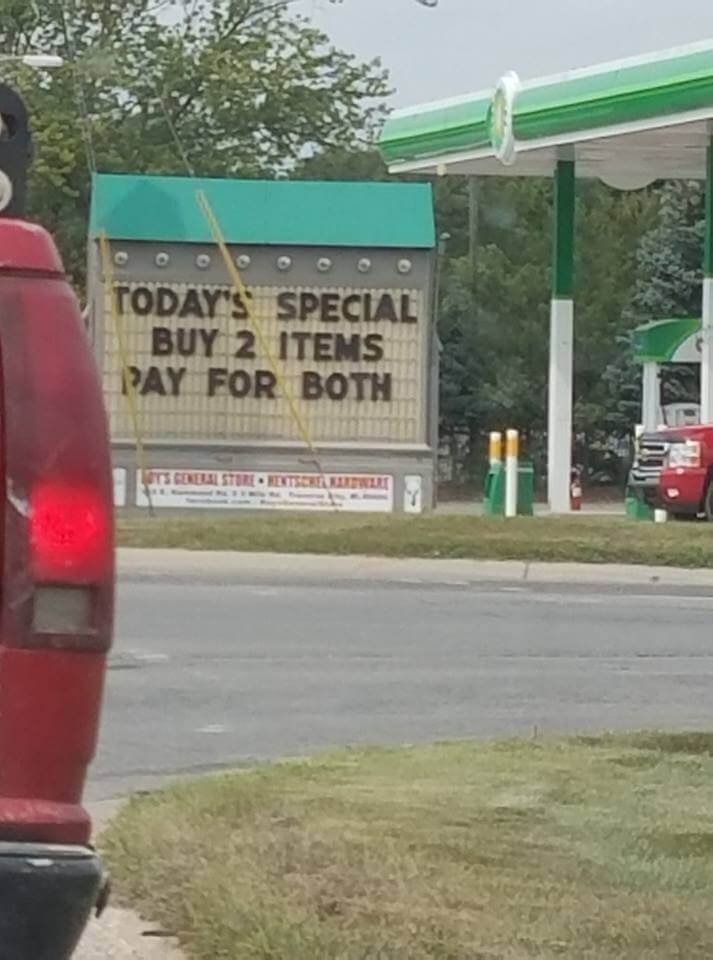 TODAY'S SPECIAL
BUY 2 ITEMS
PAY FOR BOTH
GENERAL STORE • HENTSCHEL HARDWARE